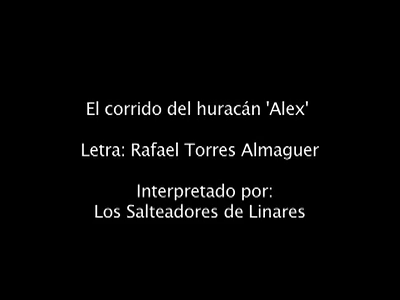 El corrido del huracán 'Alex'
Letra: Rafael Torres Almaguer
Interpretado por:
Los Salteadores de Linares